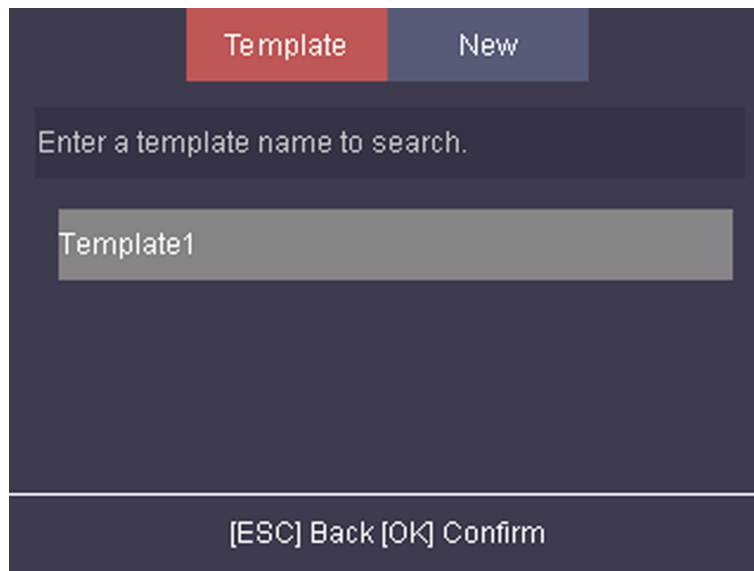 Template New
Enter a template name to search.
Template1
[ESC] Back [OK] Confirm